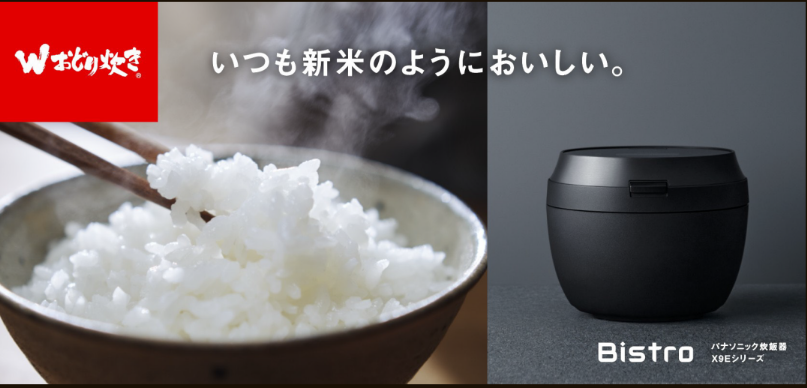 Wおどり炊き®
いつも新米のようにおいしい。
Bistro
パナソニック炊飯器
X9Eシリーズ